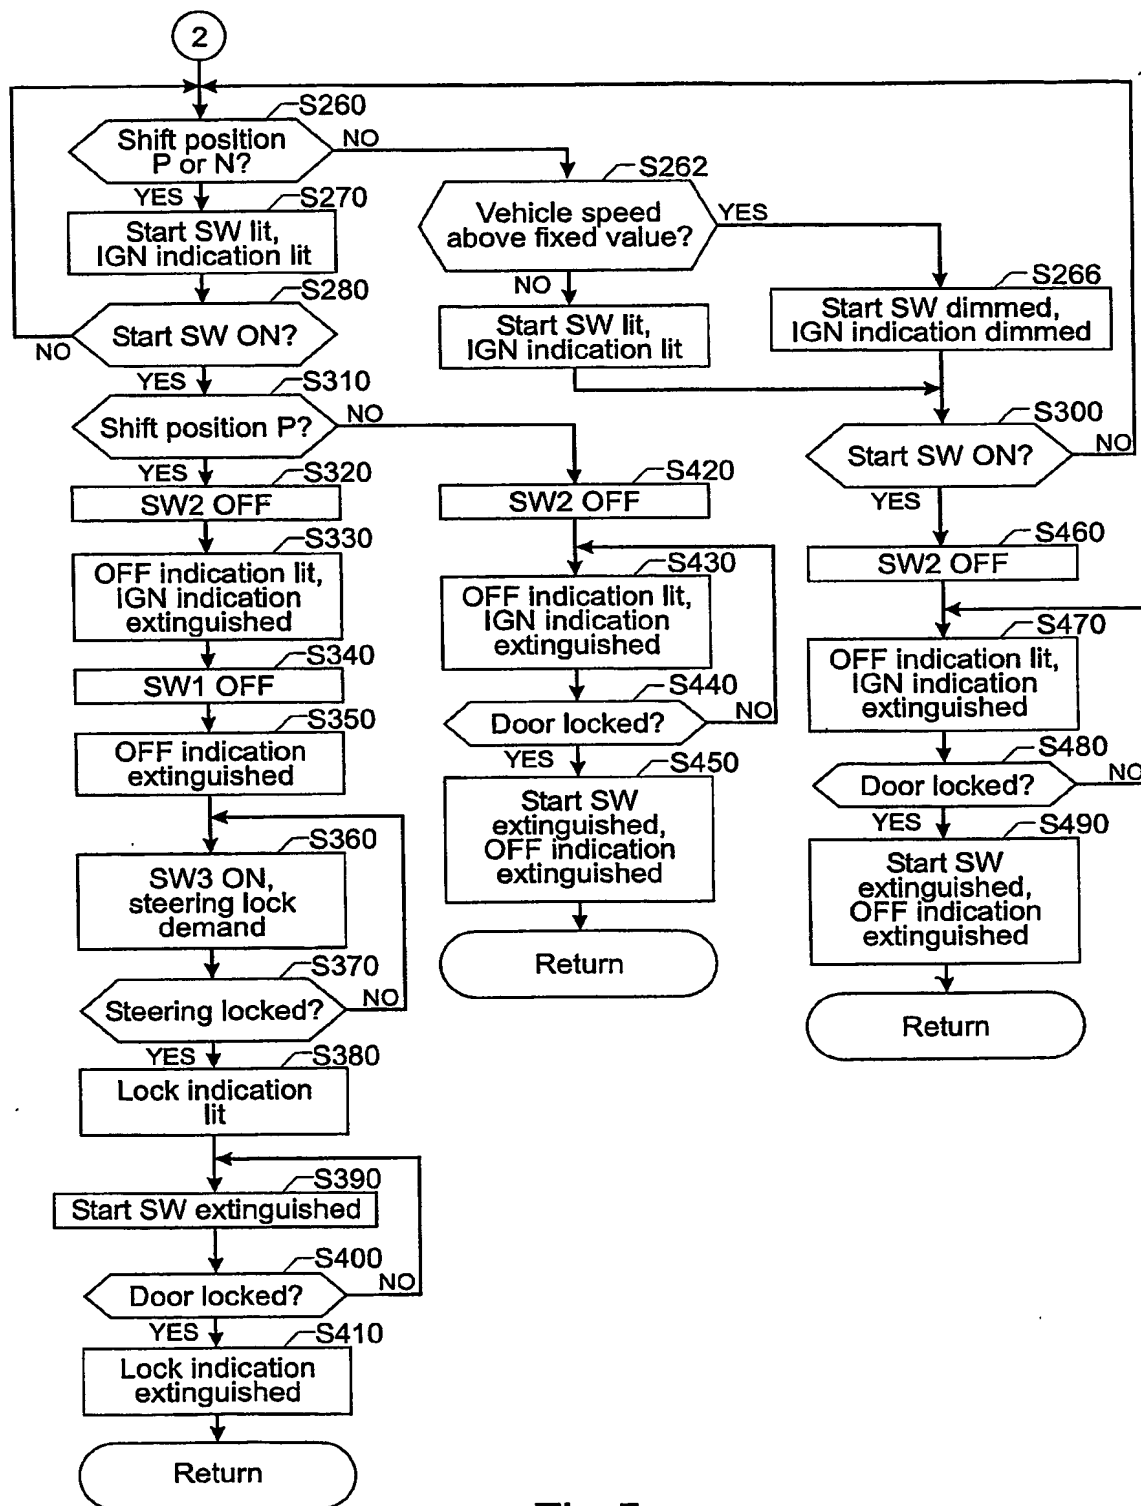 2
S260
Shift position
P or N?
NO
YES
S270
Start SW lit,
IGN indication lit
S280
Start SW ON?
NO
YES
S310
Shift position P?
NO
YES
S320
SW2 OFF
S330
OFF indication lit,
IGN indication
extinguished
S340
SW1 OFF
S350
OFF indication
extinguished
S360
SW3 ON,
steering lock
demand
S370
Steering locked?
NO
YES
S380
Lock indication
lit
S390
Start SW extinguished
S400
Door locked?
NO
YES
S410
Lock indication
extinguished
Return
S262
Vehicle speed
above fixed value?
YES
NO
Start SW lit,
IGN indication lit
S266
Start SW dimmed,
IGN indication dimmed
S300
Start SW ON?
NO
YES
S420
SW2 OFF
S430
OFF indication lit,
IGN indication
extinguished
S440
Door locked?
NO
YES
S450
Start SW
extinguished,
OFF indication
extinguished
Return
S460
SW2 OFF
S470
OFF indication lit,
IGN indication
extinguished
S480
Door locked?
NO
YES
S490
Start SW
extinguished,
OFF indication
extinguished
Return